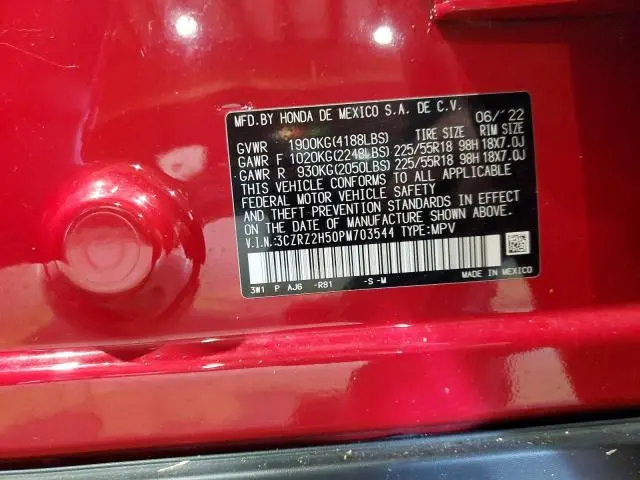 MFD.BY HONDA DE MEXICO S.A. DE C.V. 06/'22
GVWR 1900KG(4188LBS) TIRE SIZE RIM SIZE
GAWR F 1020KG(2248LBS) 225/55R18 98H 18X7.0J
GAWR R 930KG(2050LBS) 225/55R18 98H 18X7.0J
THIS VEHICLE CONFORMS TO ALL APPLICABLE
FEDERAL MOTOR VEHICLE SAFETY
AND THEFT PREVENTION STANDARDS IN EFFECT
ON THE DATE OF MANUFACTURE SHOWN ABOVE.
V.I.N.:3CZRZ2H50PM703544 TYPE:MPV
3W1 P AJ6 -R81 -S -M MADE IN MEXICO